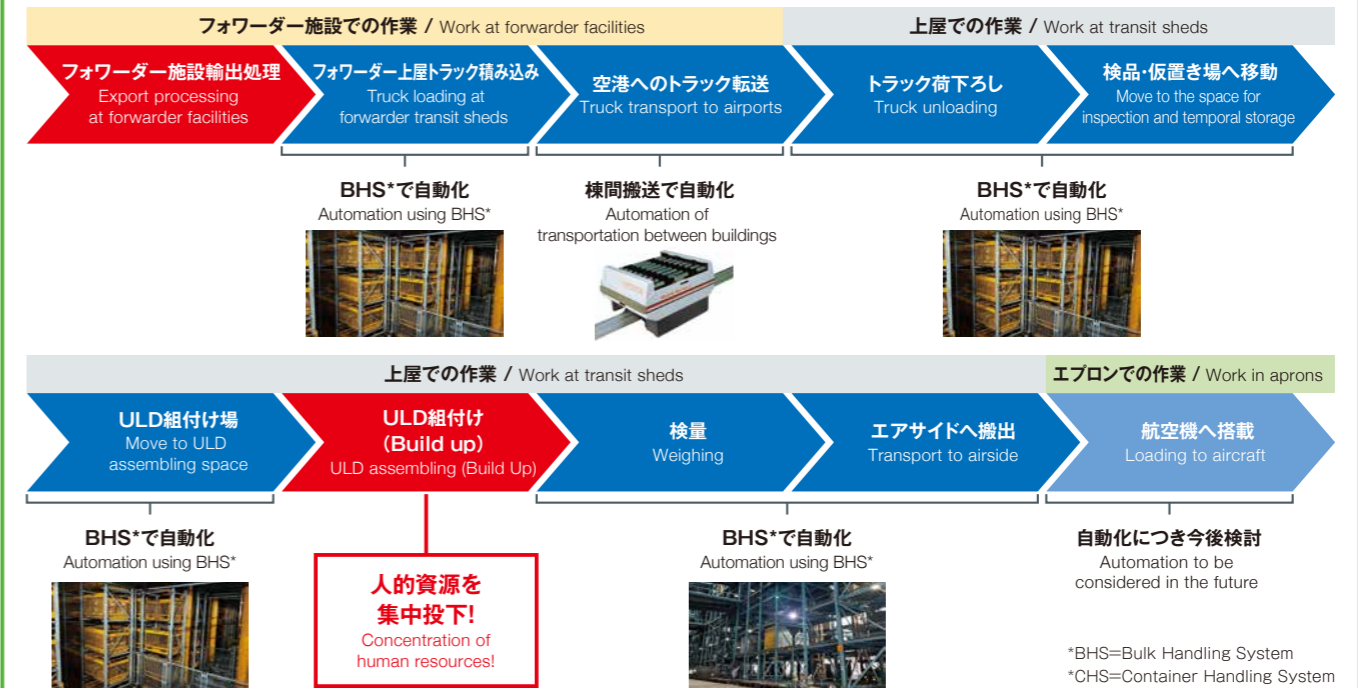 フォワーダー施設での作業 / Work at forwarder facilities
上屋での作業 / Work at transit sheds
フォワーダー施設輸出処理
Export processing
at forwarder facilities
フォワーダー上屋トラック積み込み
Truck loading at
forwarder transit sheds
空港へのトラック転送
Truck transport to airports
トラック荷下ろし
Truck unloading
検品・仮置き場へ移動
Move to the space for
inspection and temporal storage
BHS*で自動化
Automation using BHS*
棟間搬送で自動化
Automation of
transportation between buildings
BHS*で自動化
Automation using BHS*
上屋での作業 / Work at transit sheds
エプロンでの作業 / Work in aprons
ULD組付け場
Move to ULD
assembling space
ULD組付け
(Build up)
ULD assembling (Build Up)
検量
Weighing
エアサイドへ搬出
Transport to airside
航空機へ搭載
Loading to aircraft
BHS*で自動化
Automation using BHS*
人的資源を
集中投下!
Concentration of
human resources!
BHS*で自動化
Automation using BHS*
自動化につき今後検討
Automation to be
considered in the future
*BHS=Bulk Handling System
*CHS=Container Handling System